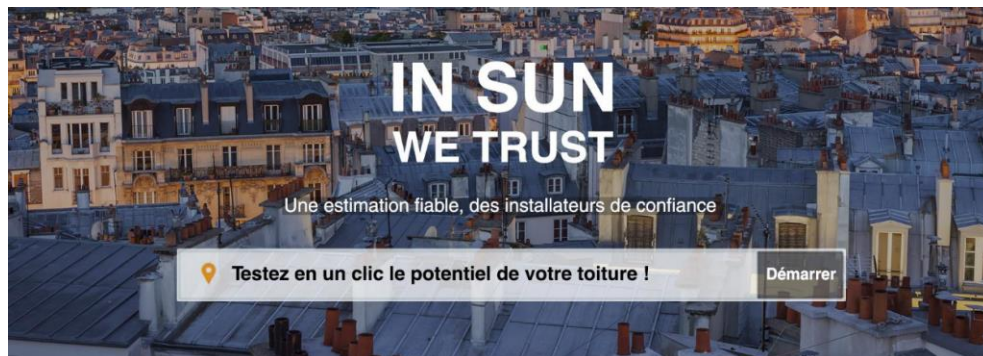 IN SUN
WE TRUST
Une estimation fiable, des installateurs de confiance
Testez en un clic le potentiel de votre toiture !
Démarrer